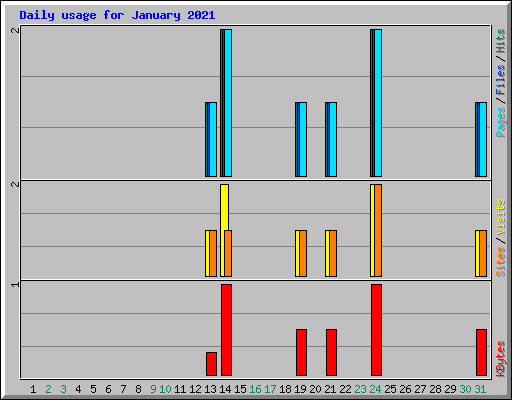 Daily usage for January 2021
2
Pages/Files/Hits
2
Sites/Visits
1
KBytes
1 2 3 4 5 6 7 8 9 10 11 12 13 14 15 16 17 18 19 20 21 22 23 24 25 26 27 28 29 30 31